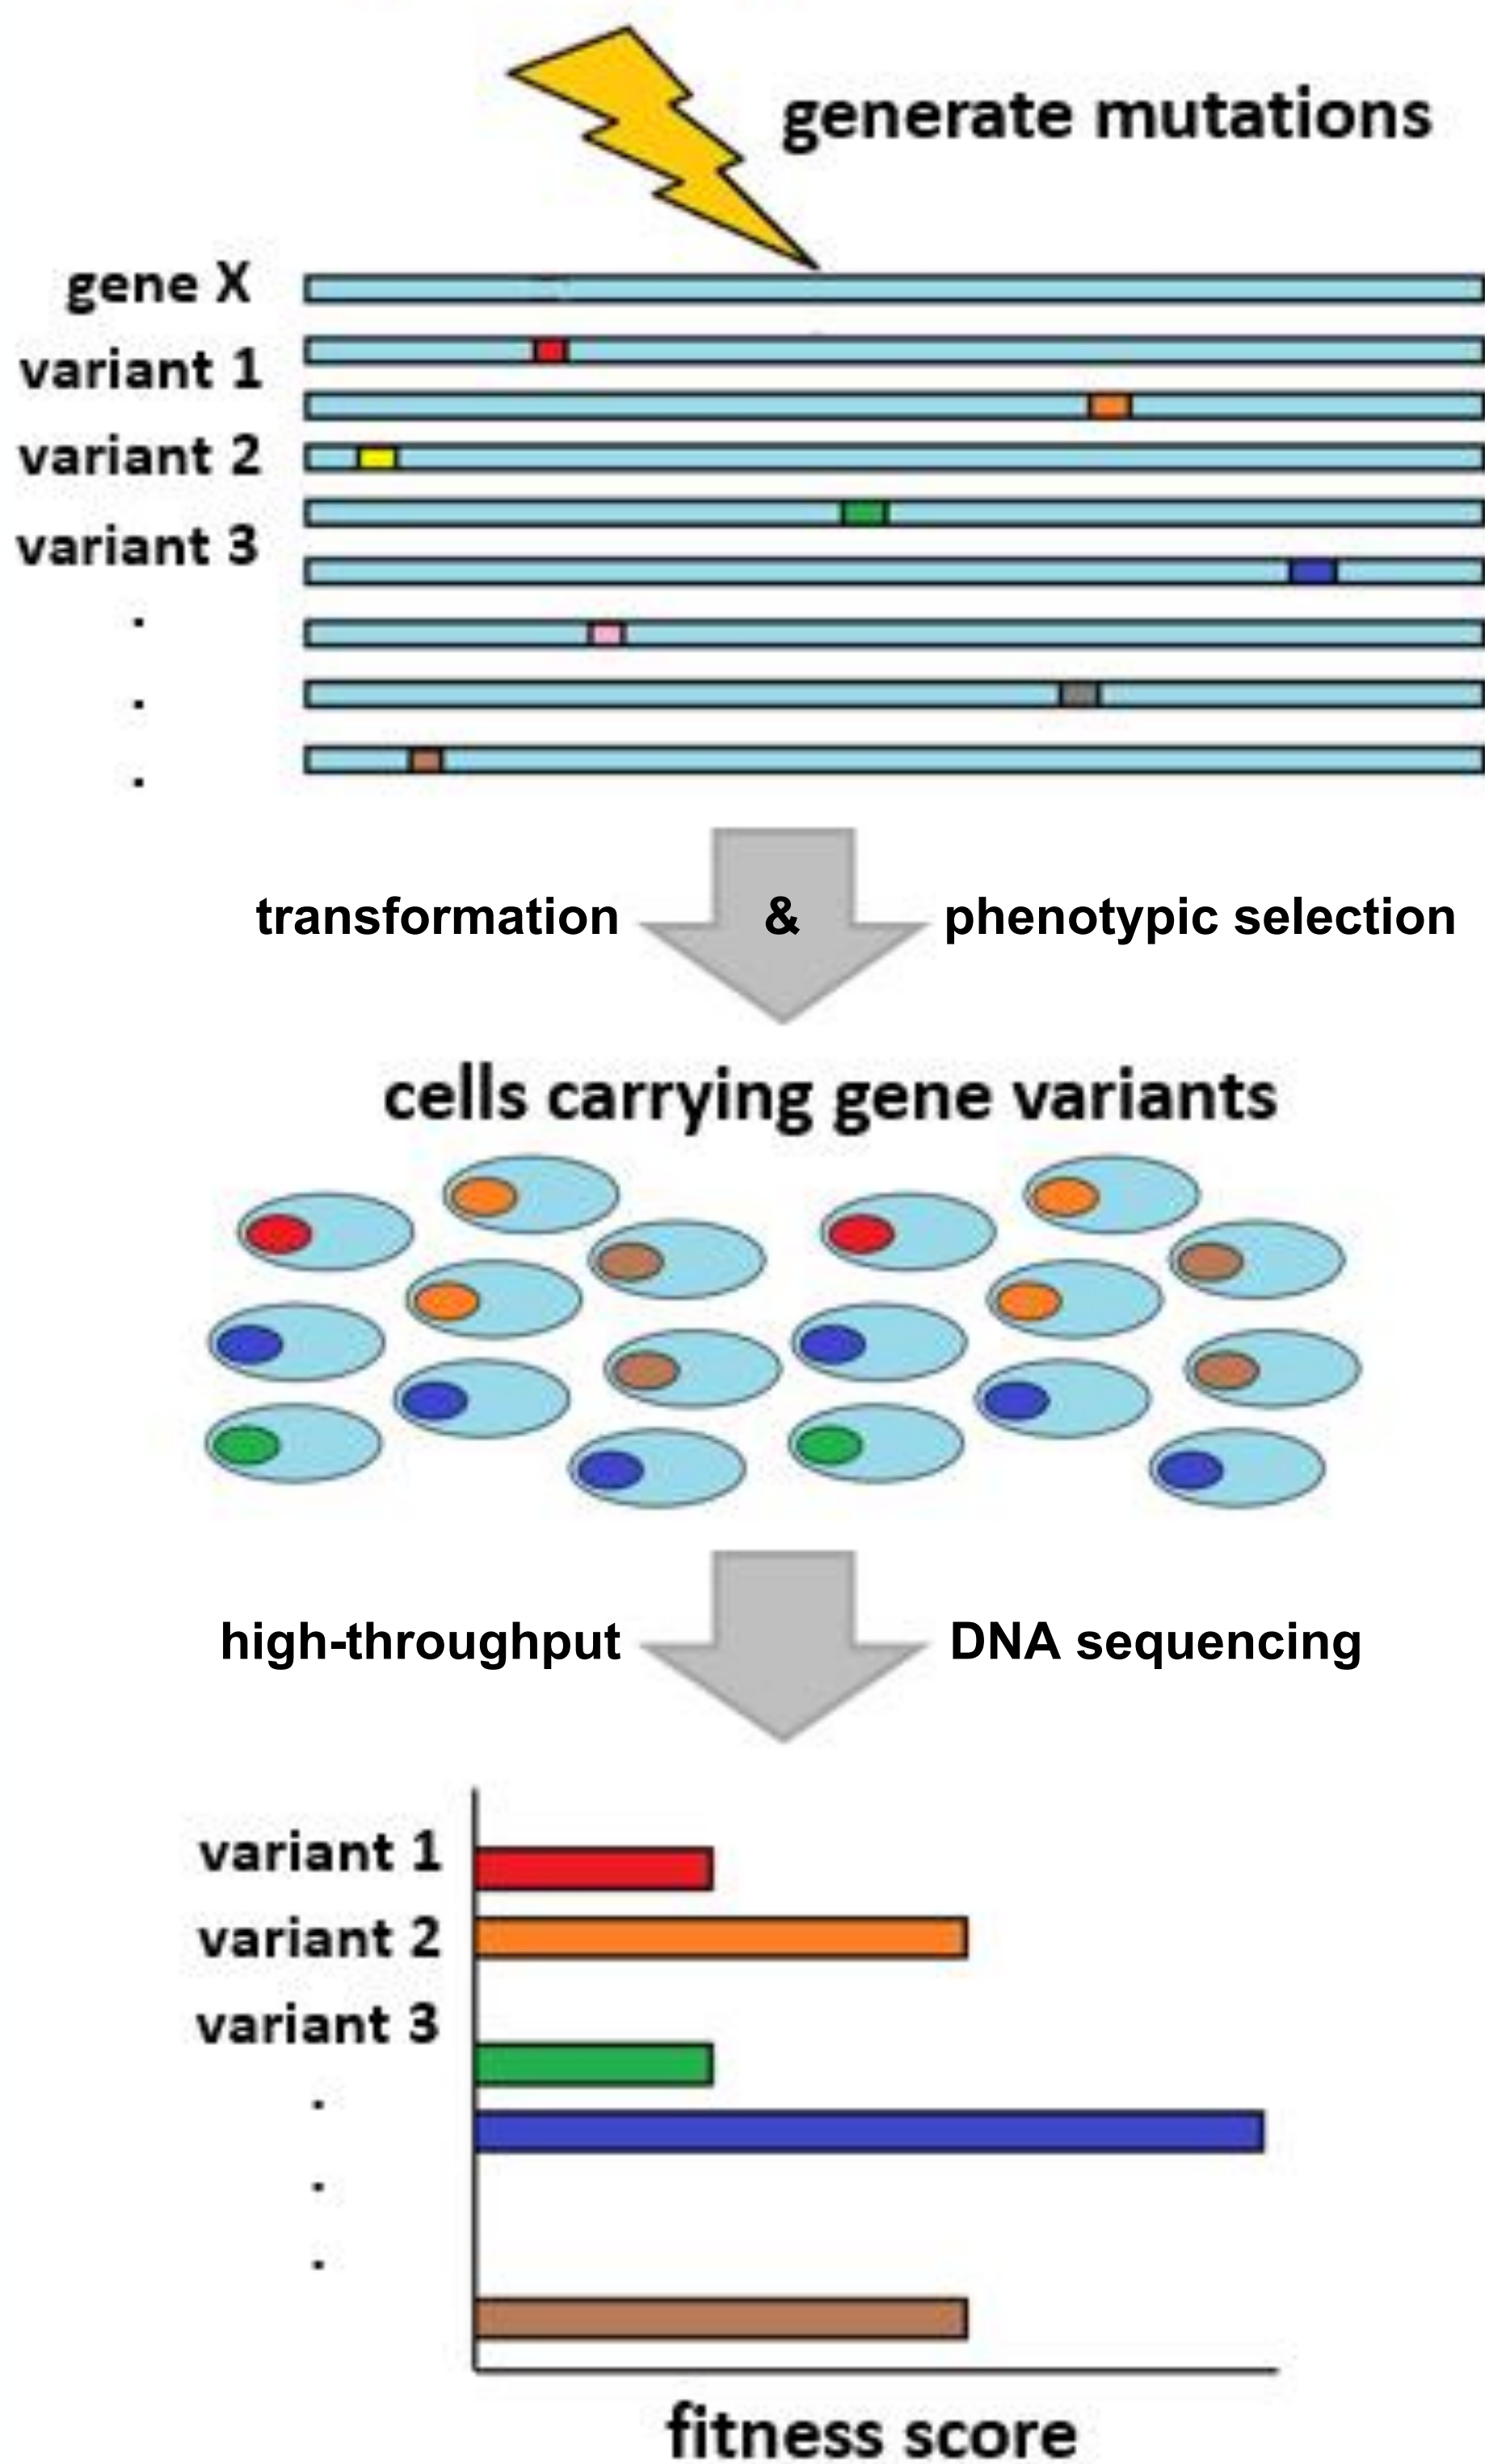 generate mutations
gene X
variant 1
variant 2
variant 3
.
.
.
transformation & phenotypic selection
cells carrying gene variants
high-throughput DNA sequencing
variant 1
variant 2
variant 3
.
.
.
fitness score